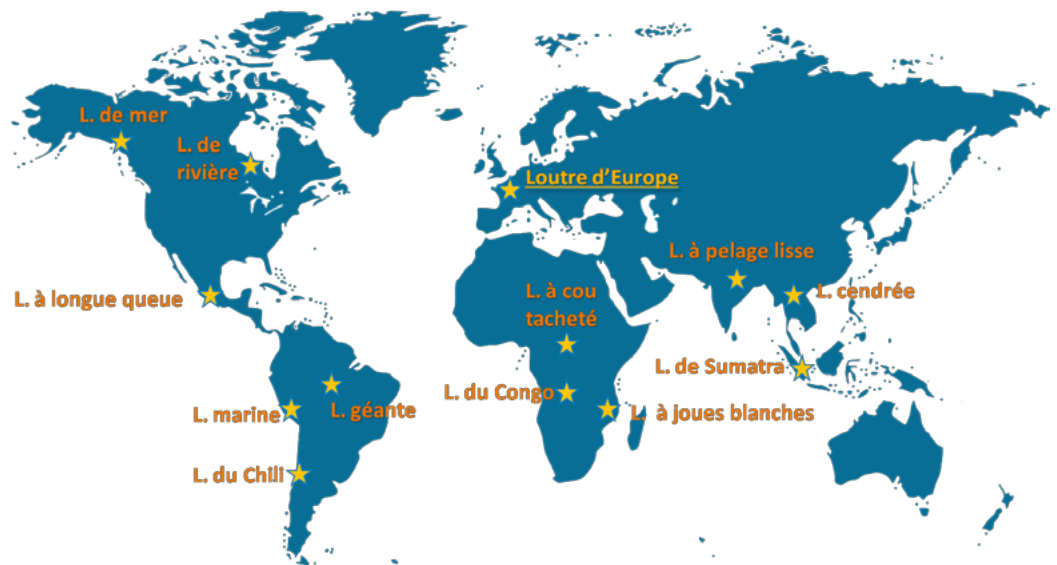 L. de mer
L. de
rivière
Loutre d'Europe
L. à pelage lisse
L. à longue queue
L. à cou
tacheté
L. cendrée
L. de Sumatra
L. du Congo
L. marine
L. géante
L. à joues blanches
L. du Chili